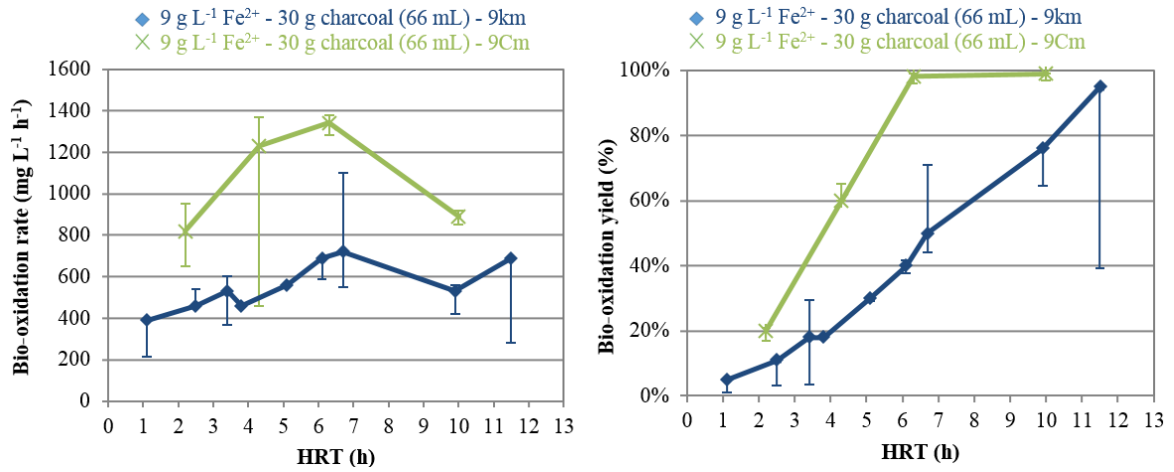 9 g L⁻¹ Fe²⁺ - 30 g charcoal (66 mL) - 9km
9 g L⁻¹ Fe²⁺ - 30 g charcoal (66 mL) - 9Cm
Bio-oxidation rate (mg L⁻¹ h⁻¹)
1600
1400
1200
1000
800
600
400
200
0
0 1 2 3 4 5 6 7 8 9 10 11 12 13
HRT (h)
9 g L⁻¹ Fe²⁺ - 30 g charcoal (66 mL) - 9km
9 g L⁻¹ Fe²⁺ - 30 g charcoal (66 mL) - 9Cm
Bio-oxidation yield (%)
100%
80%
60%
40%
20%
0%
0 1 2 3 4 5 6 7 8 9 10 11 12 13
HRT (h)